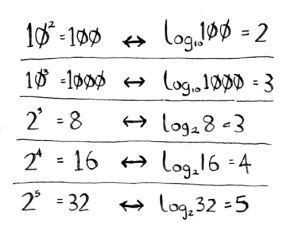 10² = 100 ↔ log₁₀100 = 2
10³ = 1000 ↔ log₁₀1000 = 3
2³ = 8 ↔ log₂8 = 3
2⁴ = 16 ↔ log₂16 = 4
2⁵ = 32 ↔ log₂32 = 5